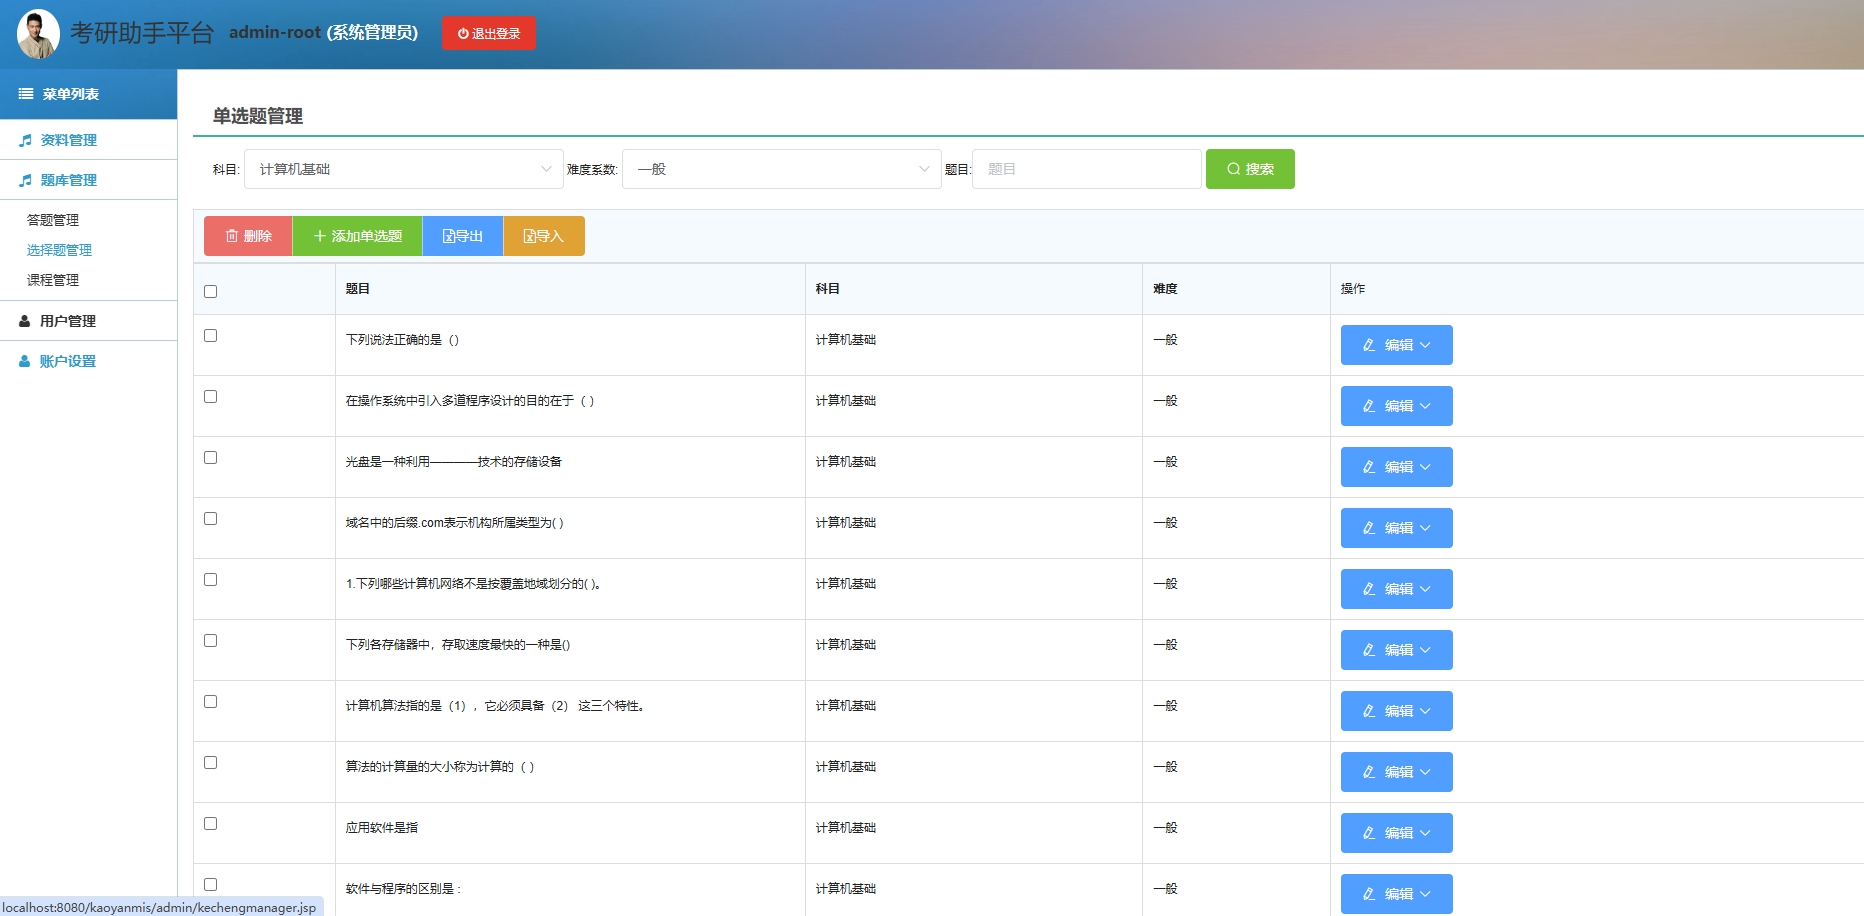 考研助手平台 admin-root (系统管理员) 退出登录
菜单列表
资料管理
题库管理
答题管理
选择题管理
课程管理
用户管理
账户设置
单选题管理
科目: 计算机基础 难度系数: 一般 题目: 题目 搜索
删除 添加单选题 导出 导入
题目 科目 难度 操作
下列说法正确的是（） 计算机基础 一般 编辑
在操作系统中引入多道程序设计的目的在于（ ） 计算机基础 一般 编辑
光盘是一种利用————技术的存储设备 计算机基础 一般 编辑
域名中的后缀.com表示机构所属类型为( ) 计算机基础 一般 编辑
1.下列哪些计算机网络不是按覆盖地域划分的( )。 计算机基础 一般 编辑
下列各存储器中，存取速度最快的一种是() 计算机基础 一般 编辑
计算机算法指的是（1），它必须具备（2） 这三个特性。 计算机基础 一般 编辑
算法的计算量的大小称为计算的（ ） 计算机基础 一般 编辑
应用软件是指 计算机基础 一般 编辑
软件与程序的区别是： 计算机基础 一般 编辑
localhost:8080/kaoyanmis/admin/kechengmanager.jsp